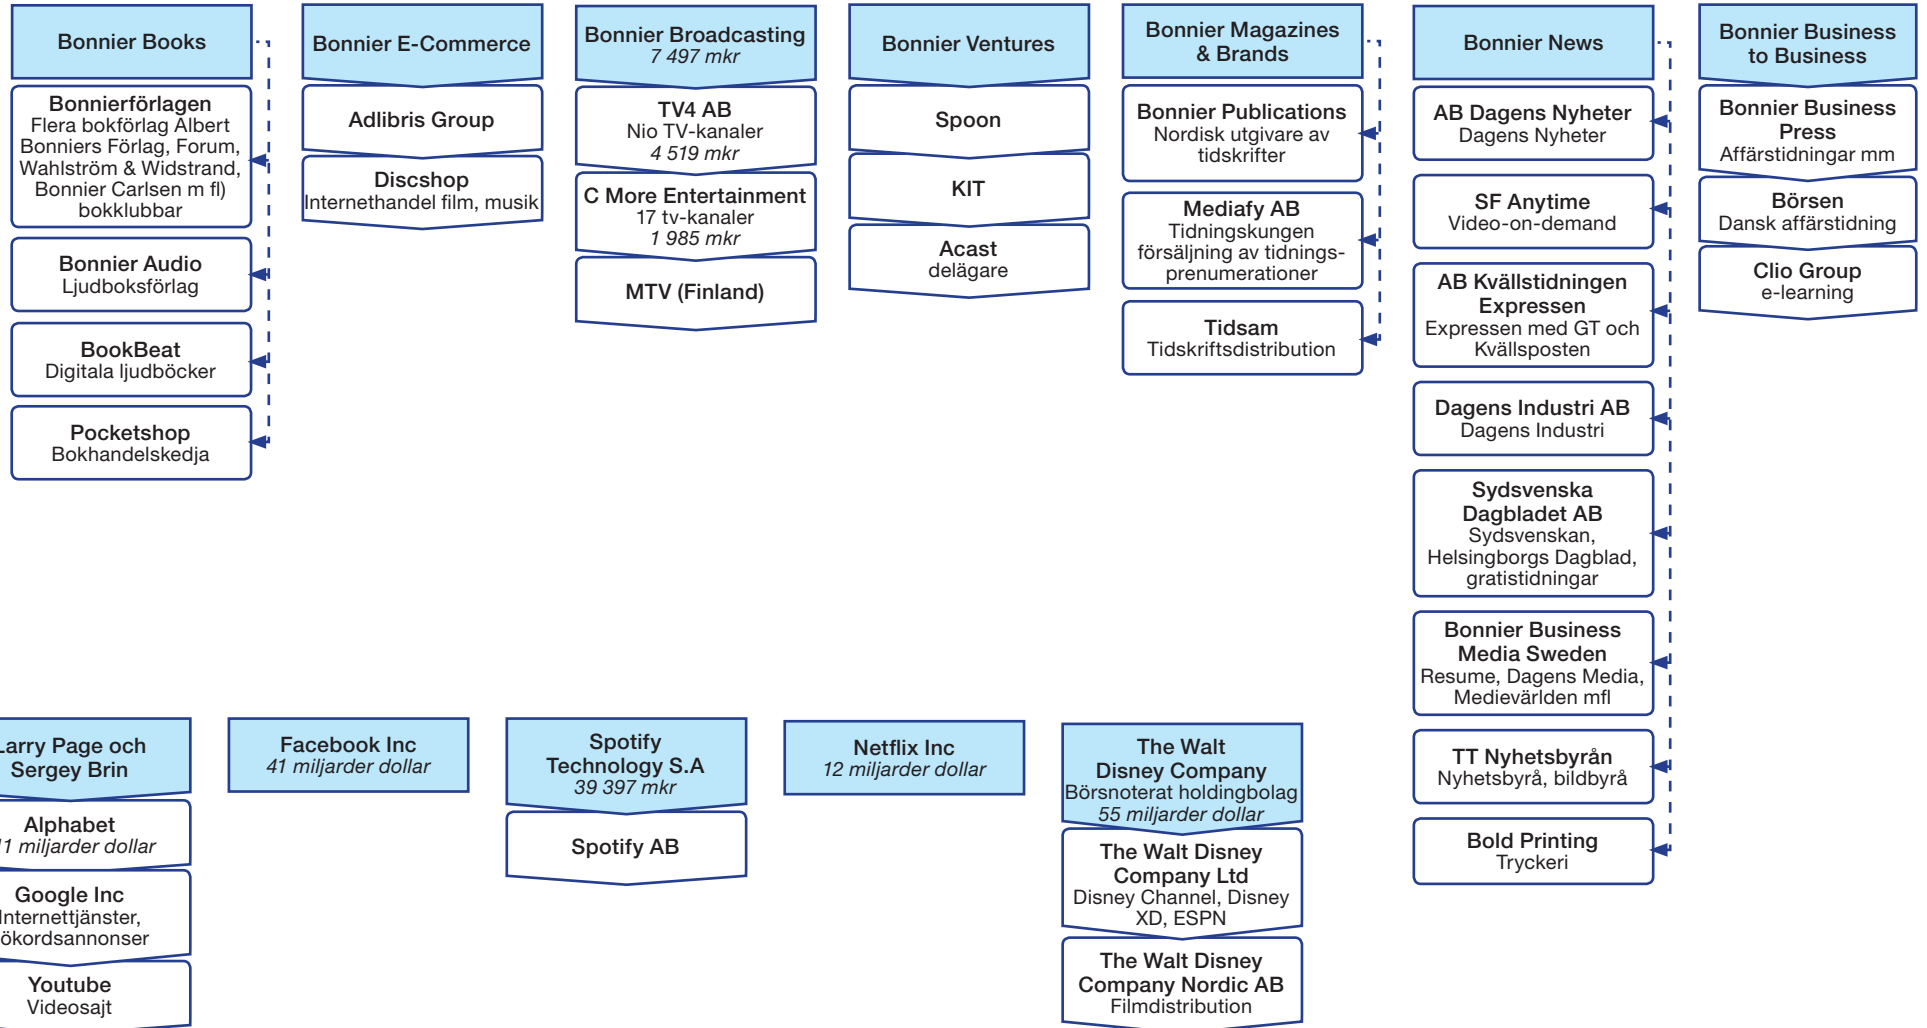 Bonnier Books
Bonnierförlagen
Flera bokförlag Albert
Bonniers Förlag, Forum,
Wahlström & Widstrand,
Bonnier Carlsen m fl)
bokklubbar
Bonnier Audio
Ljudboksförlag
BookBeat
Digitala ljudböcker
Pocketshop
Bokhandelskedja
Bonnier E-Commerce
Adlibris Group
Discshop
Internethandel film, musik
Bonnier Broadcasting
7 497 mkr
TV4 AB
Nio TV-kanaler
4 519 mkr
C More Entertainment
17 tv-kanaler
1 985 mkr
MTV (Finland)
Bonnier Ventures
Spoon
KIT
Acast
delägare
Bonnier Magazines
& Brands
Bonnier Publications
Nordisk utgivare av
tidskrifter
Mediafy AB
Tidningskungen
försäljning av tidnings-
prenumerationer
Tidsam
Tidskriftsdistribution
Bonnier News
AB Dagens Nyheter
Dagens Nyheter
SF Anytime
Video-on-demand
AB Kvällstidningen
Expressen
Expressen med GT och
Kvällsposten
Dagens Industri AB
Dagens Industri
Sydsvenska
Dagbladet AB
Sydsvenskan,
Helsingborgs Dagblad,
gratistidningar
Bonnier Business
Media Sweden
Resume, Dagens Media,
Medievärlden mfl
TT Nyhetsbyrån
Nyhetsbyrå, bildbyrå
Bold Printing
Tryckeri
Bonnier Business
to Business
Bonnier Business
Press
Affärstidningar mm
Börsen
Dansk affärstidning
Clio Group
e-learning
Larry Page och
Sergey Brin
Alphabet
miljarder dollar
Google Inc
Internettjänster,
ökordsannonser
Youtube
Videosajt
Facebook Inc
41 miljarder dollar
Spotify
Technology S.A
39 397 mkr
Spotify AB
Netflix Inc
12 miljarder dollar
The Walt
Disney Company
Börsnoterat holdingbolag
55 miljarder dollar
The Walt Disney
Company Ltd
Disney Channel, Disney
XD, ESPN
The Walt Disney
Company Nordic AB
Filmdistribution